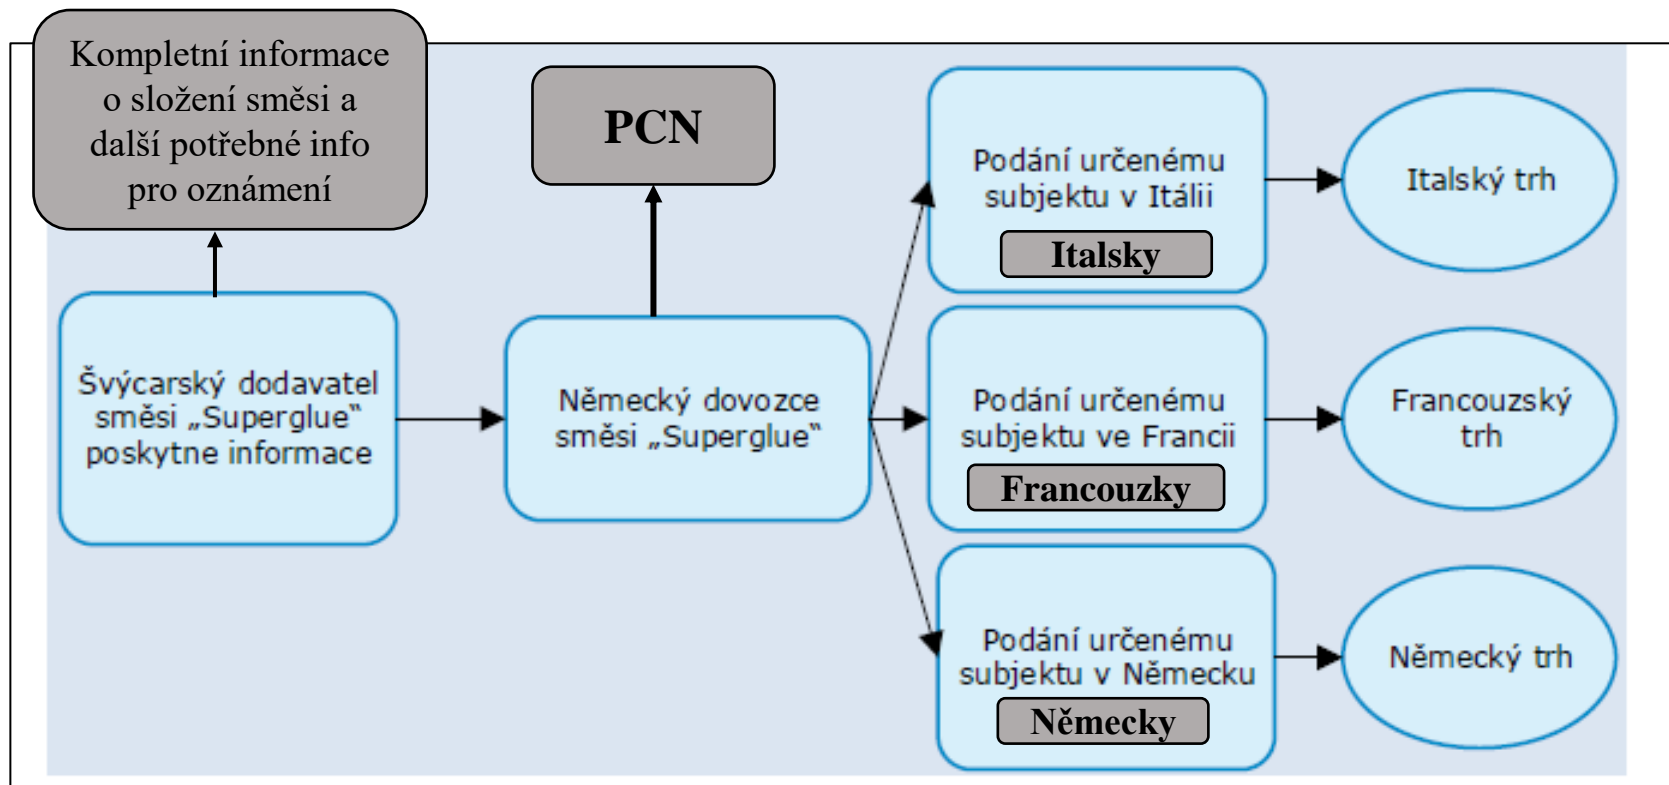 Kompletní informace
o složení směsi a
další potřebné info
pro oznámení
PCN
Švýcarský dodavatel
směsi „Superglue“
poskytne informace
Německý dovozce
směsi „Superglue“
Podání určenému
subjektu v Itálii
Italsky
Italský trh
Podání určenému
subjektu ve Francii
Francouzky
Francouzský
trh
Podání určenému
subjektu v Německu
Německy
Německý trh